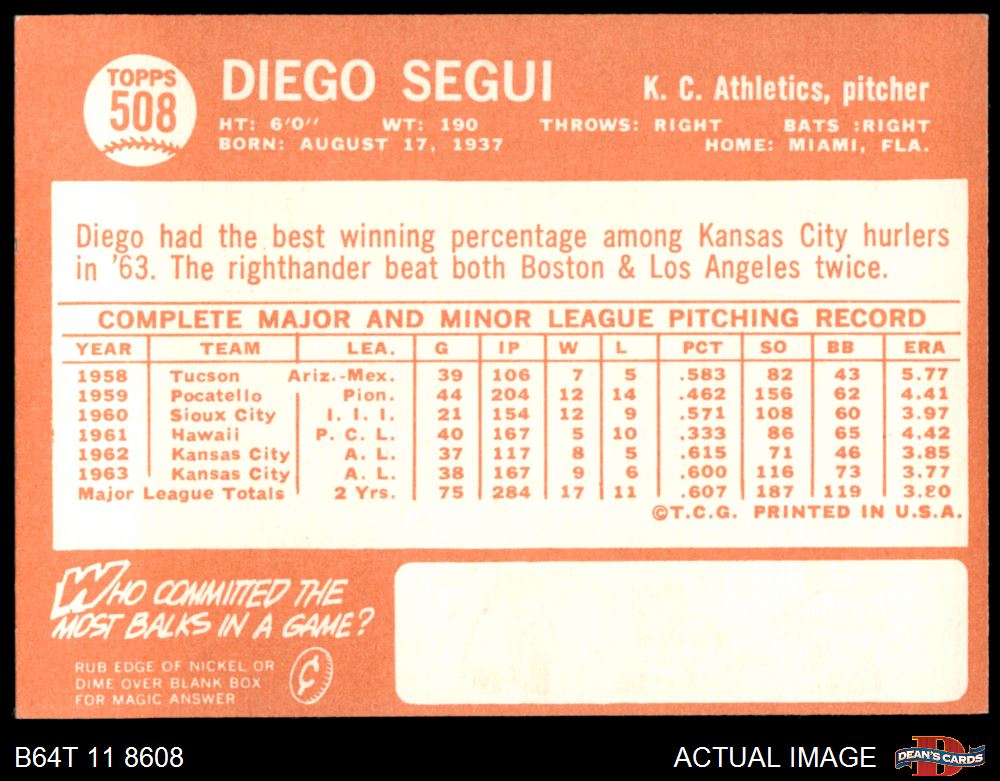 TOPPS
508
DIEGO SEGUI
K. C. Athletics, pitcher
HT: 6'0" WT: 190 THROWS: RIGHT BATS :RIGHT
BORN: AUGUST 17, 1937 HOME: MIAMI, FLA.
Diego had the best winning percentage among Kansas City hurlers
in '63. The righthander beat both Boston & Los Angeles twice.
COMPLETE MAJOR AND MINOR LEAGUE PITCHING RECORD
YEAR TEAM LEA. G IP W L PCT SO BB ERA
1958 Tucson Ariz.-Mex. 39 106 7 5 .583 82 43 5.77
1959 Pocatello Pion. 44 204 12 14 .462 156 62 4.41
1960 Sioux City I. I. I. 21 154 12 9 .571 108 60 3.97
1961 Hawaii P. C. L. 40 167 5 10 .333 86 65 4.42
1962 Kansas City A. L. 37 117 8 5 .615 71 46 3.85
1963 Kansas City A. L. 38 167 9 6 .600 116 73 3.77
Major League Totals 2 Yrs. 75 284 17 11 .607 187 119 3.80
©T.C.G. PRINTED IN U.S.A.
WHO COMMITTED THE
MOST BALKS IN A GAME?
RUB EDGE OF NICKEL OR
DIME OVER BLANK BOX
FOR MAGIC ANSWER
¢
B64T 11 8608
ACTUAL IMAGE
DEAN'S CARDS